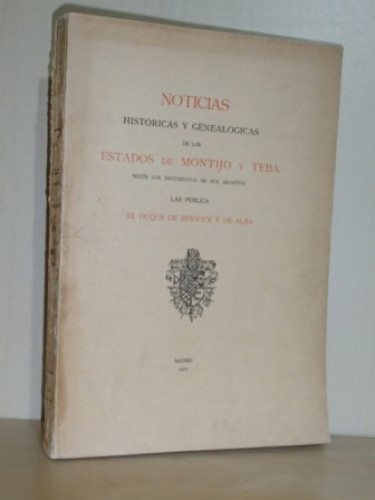 NOTICIAS
HISTÓRICAS Y GENEALÓGICAS
DE LOS
ESTADOS DE MONTIJO Y TEBA,
SEGÚN LOS DOCUMENTOS DE SUS ARCHIVOS
LAS PUBLICA
EL DUQUE DE BERWICK Y DE ALBA
MADRID